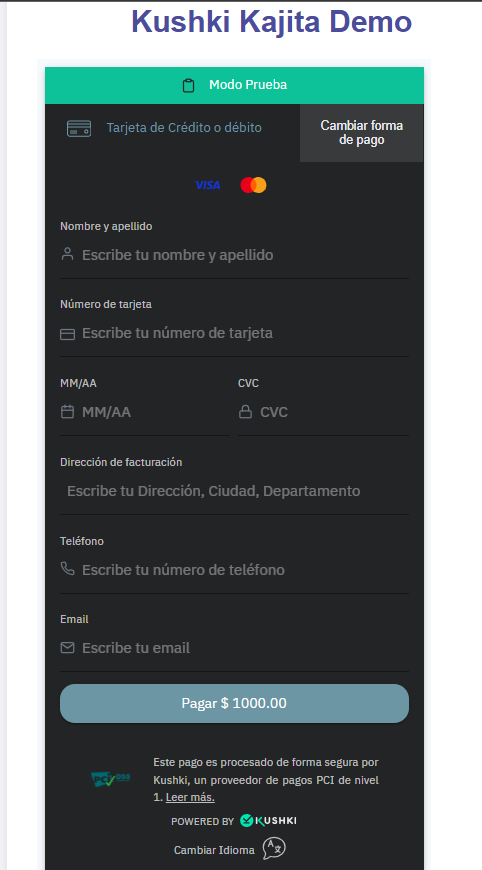 Kushki Kajita Demo
Modo Prueba
Tarjeta de Crédito o débito
Cambiar forma
de pago
VISA
Nombre y apellido
Escribe tu nombre y apellido
Número de tarjeta
Escribe tu número de tarjeta
MM/AA CVC
MM/AA CVC
Dirección de facturación
Escribe tu Dirección, Ciudad, Departamento
Teléfono
Escribe tu número de teléfono
Email
Escribe tu email
Pagar $ 1000.00
PCI DSS
Este pago es procesado de forma segura por
Kushki, un proveedor de pagos PCI de nivel
1. Leer más.
POWERED BY KUSHKI
Cambiar Idioma